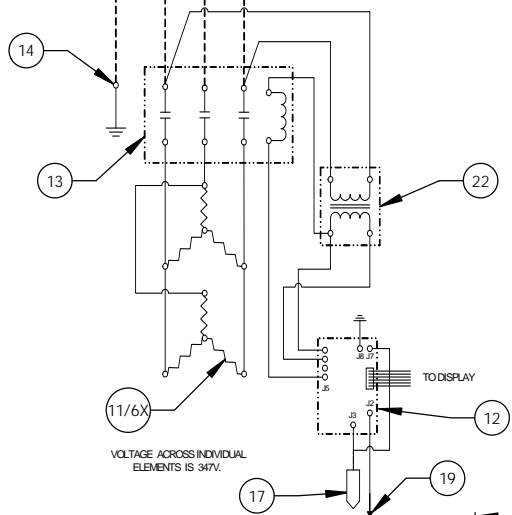 14
13
22
J8 J7
TO DISPLAY
J5
J2
J3
12
11/6X
VOLTAGE ACROSS INDIVIDUAL
ELEMENTS IS 347V.
17
19